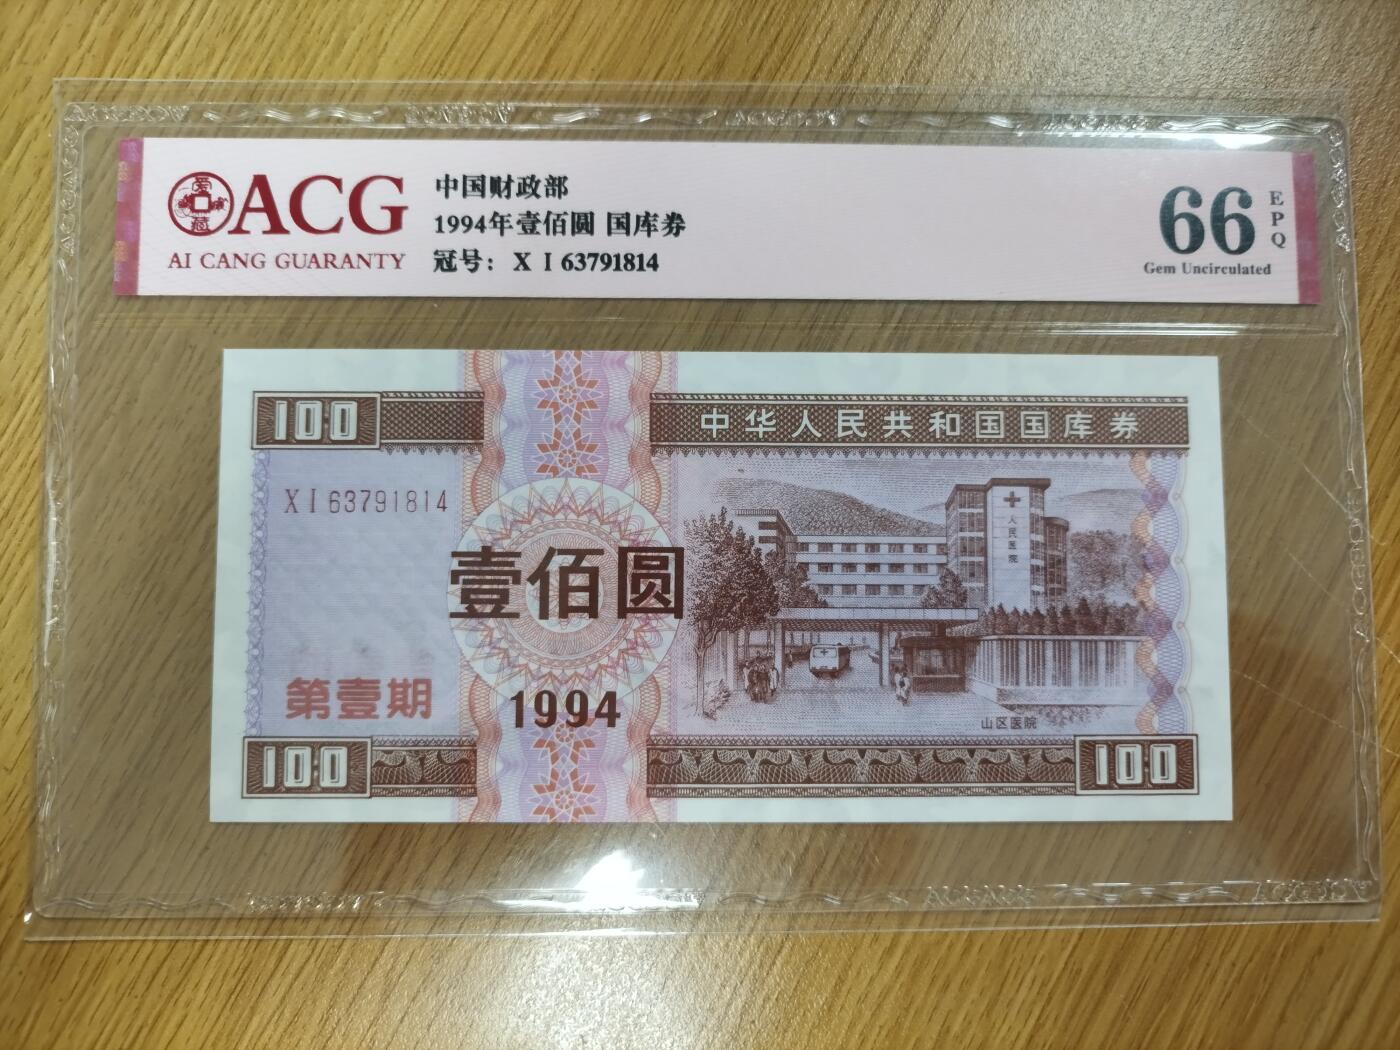 爱
藏
ACG
AI CANG GUARANTY
中国财政部
1994年壹佰圆 国库券
冠号: X I 63791814
66
EPQ
Gem Uncirculated
100
中华人民共和国国库券
X I 63791814
人民医院
壹佰圆
第壹期
1994
山区医院
100
100